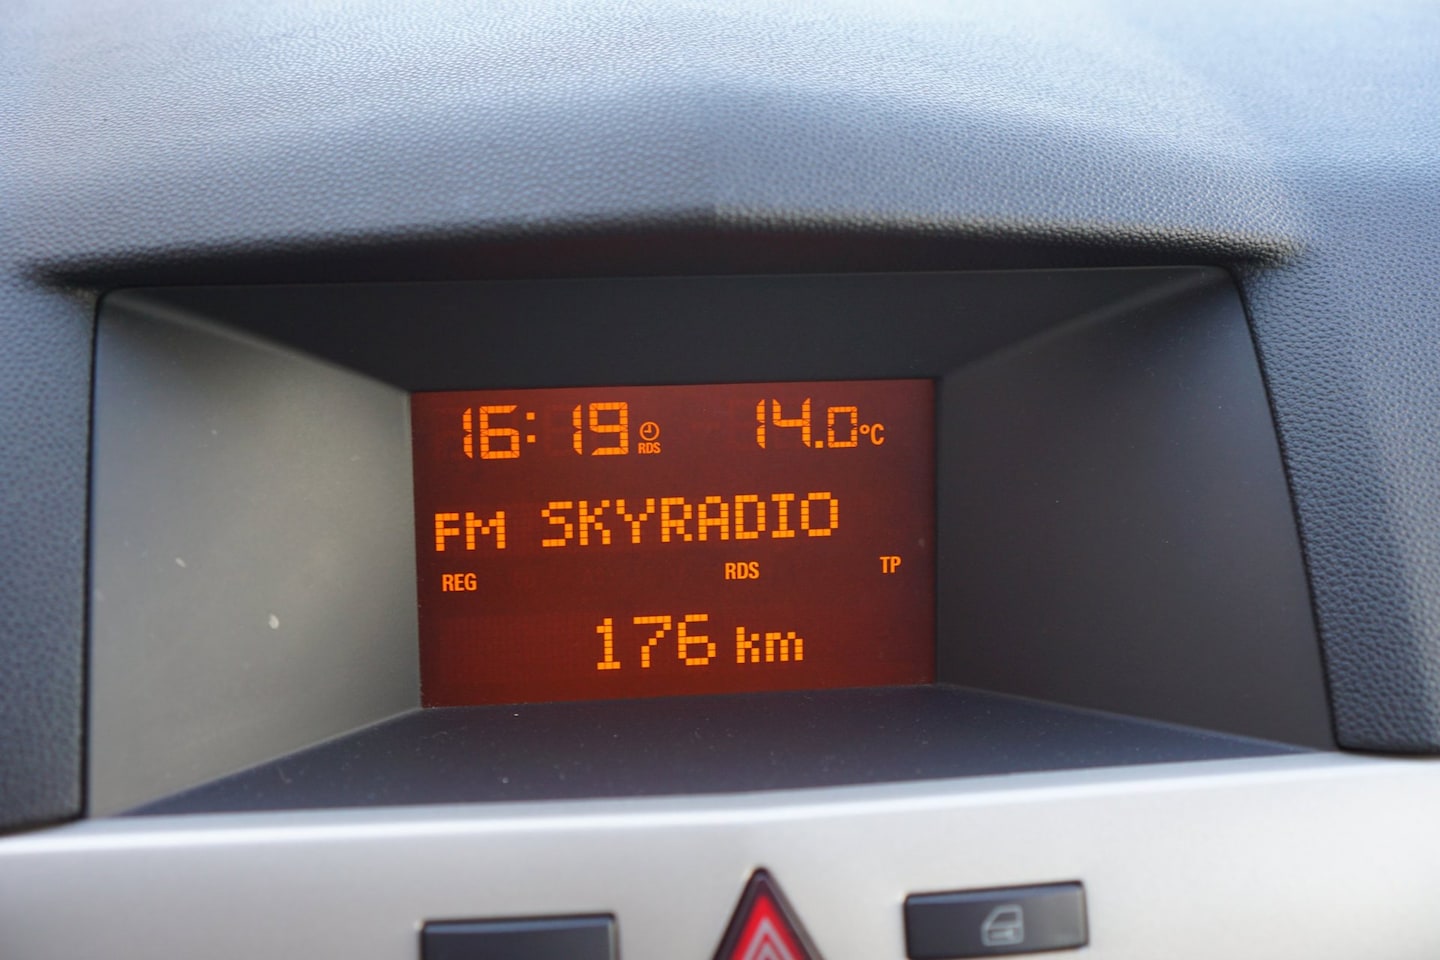 16:19 RDS 14.0°C
FM SKYRADIO
REG RDS TP
176 km